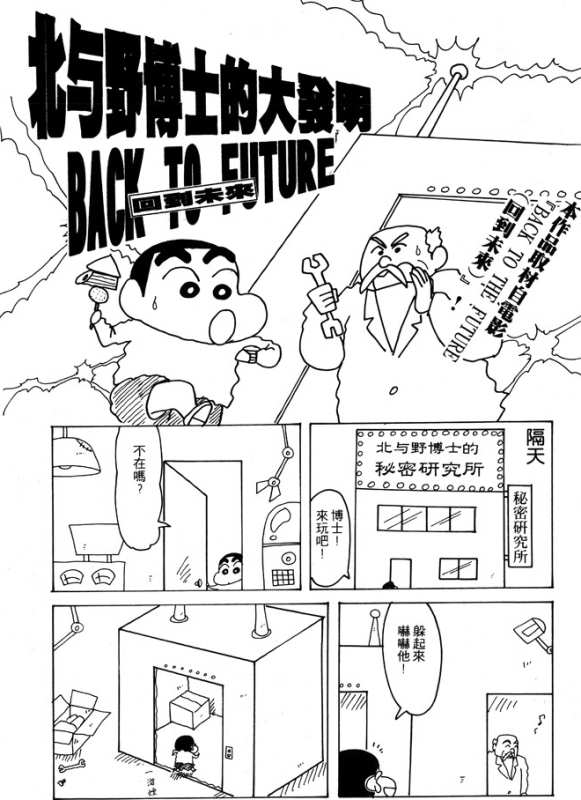 北与野博士的大發明
BACK TO FUTURE
回到未來
本作品取材自電影
『BACK TO THE FUTURE
回到未來』!
隔天
北与野博士的
秘密研究所
秘密研究所
博士!
來玩吧!
不在嗎?
躲起來
嚇嚇他!